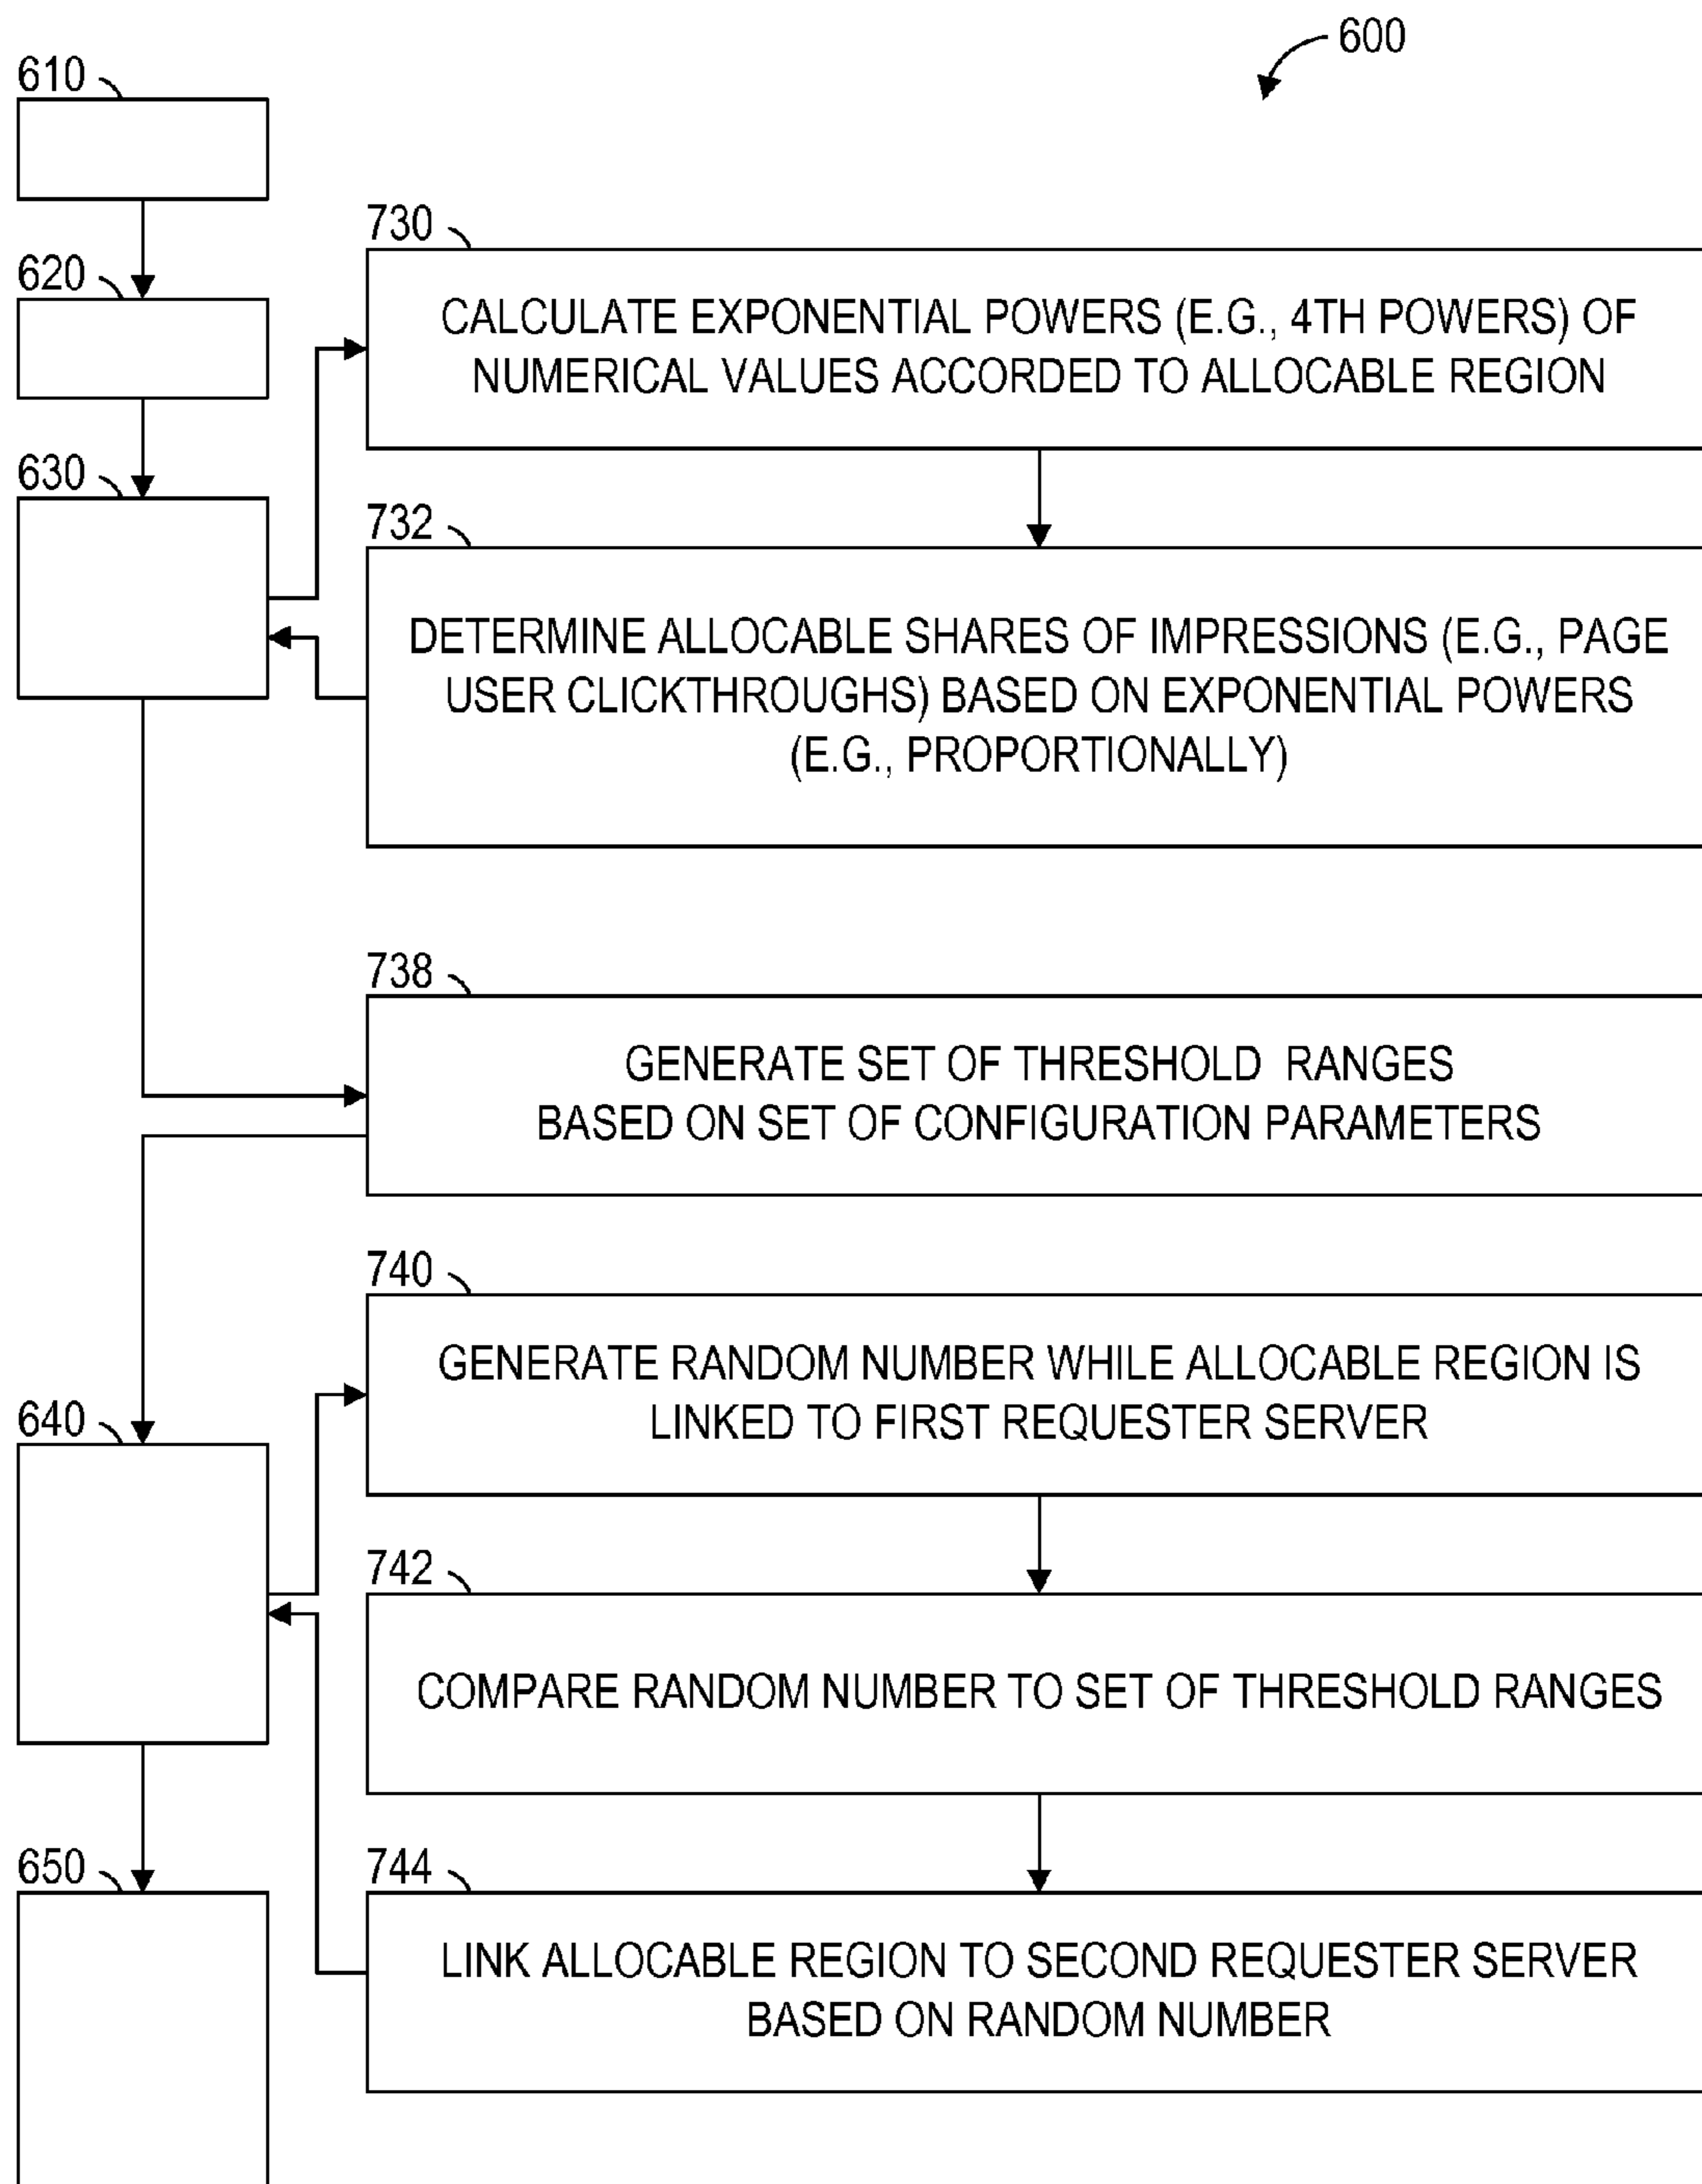 600
610
730
CALCULATE EXPONENTIAL POWERS (E.G., 4TH POWERS) OF
NUMERICAL VALUES ACCORDED TO ALLOCABLE REGION
620
630
732
DETERMINE ALLOCABLE SHARES OF IMPRESSIONS (E.G., PAGE
USER CLICKTHROUGHS) BASED ON EXPONENTIAL POWERS
(E.G., PROPORTIONALLY)
738
GENERATE SET OF THRESHOLD RANGES
BASED ON SET OF CONFIGURATION PARAMETERS
740
GENERATE RANDOM NUMBER WHILE ALLOCABLE REGION IS
LINKED TO FIRST REQUESTER SERVER
640
742
COMPARE RANDOM NUMBER TO SET OF THRESHOLD RANGES
650
744
LINK ALLOCABLE REGION TO SECOND REQUESTER SERVER
BASED ON RANDOM NUMBER